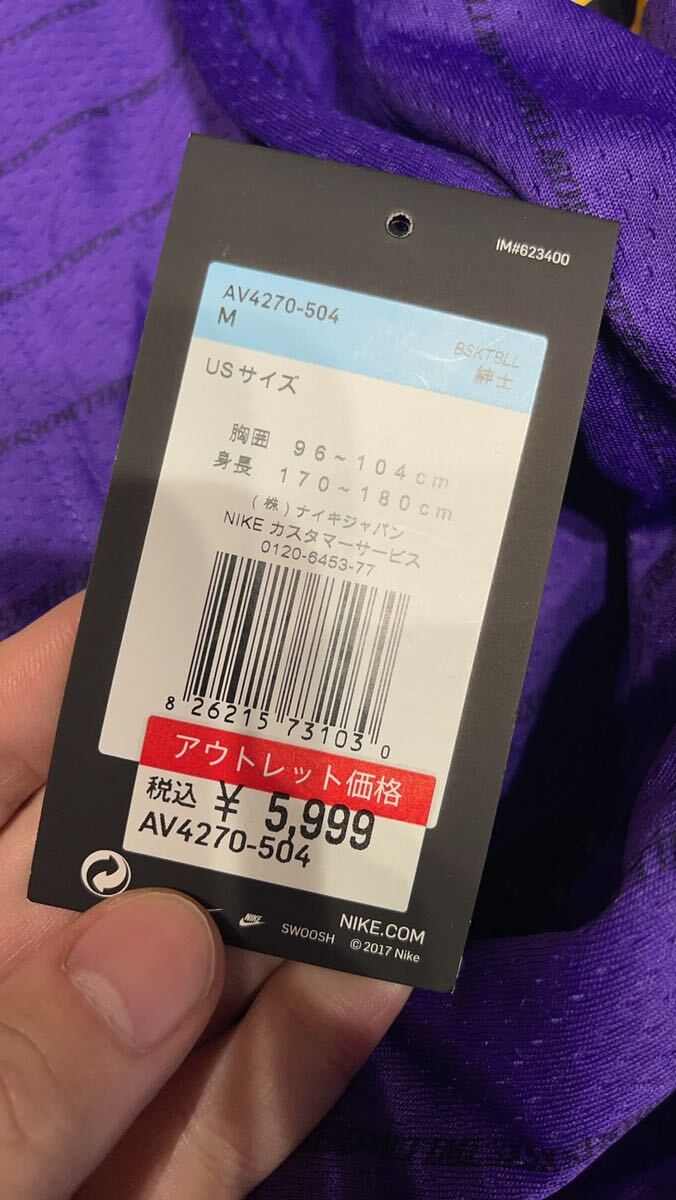 IM#623400
AV4270-504
M
BSKTBLL
紳士
USサイズ
胸囲 96~104cm
身長 170~180cm
(株)ナイキジャパン
NIKE カスタマーサービス
0120-6453-77
8 26215 73103 0
アウトレット価格
税込 ¥ 5,999
AV4270-504
NIKE
SWOOSH
NIKE.COM
© 2017 Nike